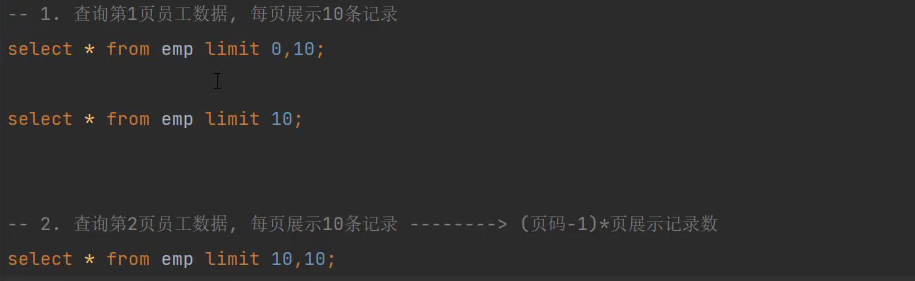 -- 1. 查询第1页员工数据, 每页展示10条记录
select * from emp limit 0,10;
select * from emp limit 10;
-- 2. 查询第2页员工数据, 每页展示10条记录 --------> (页码-1)*页展示记录数
select * from emp limit 10,10;